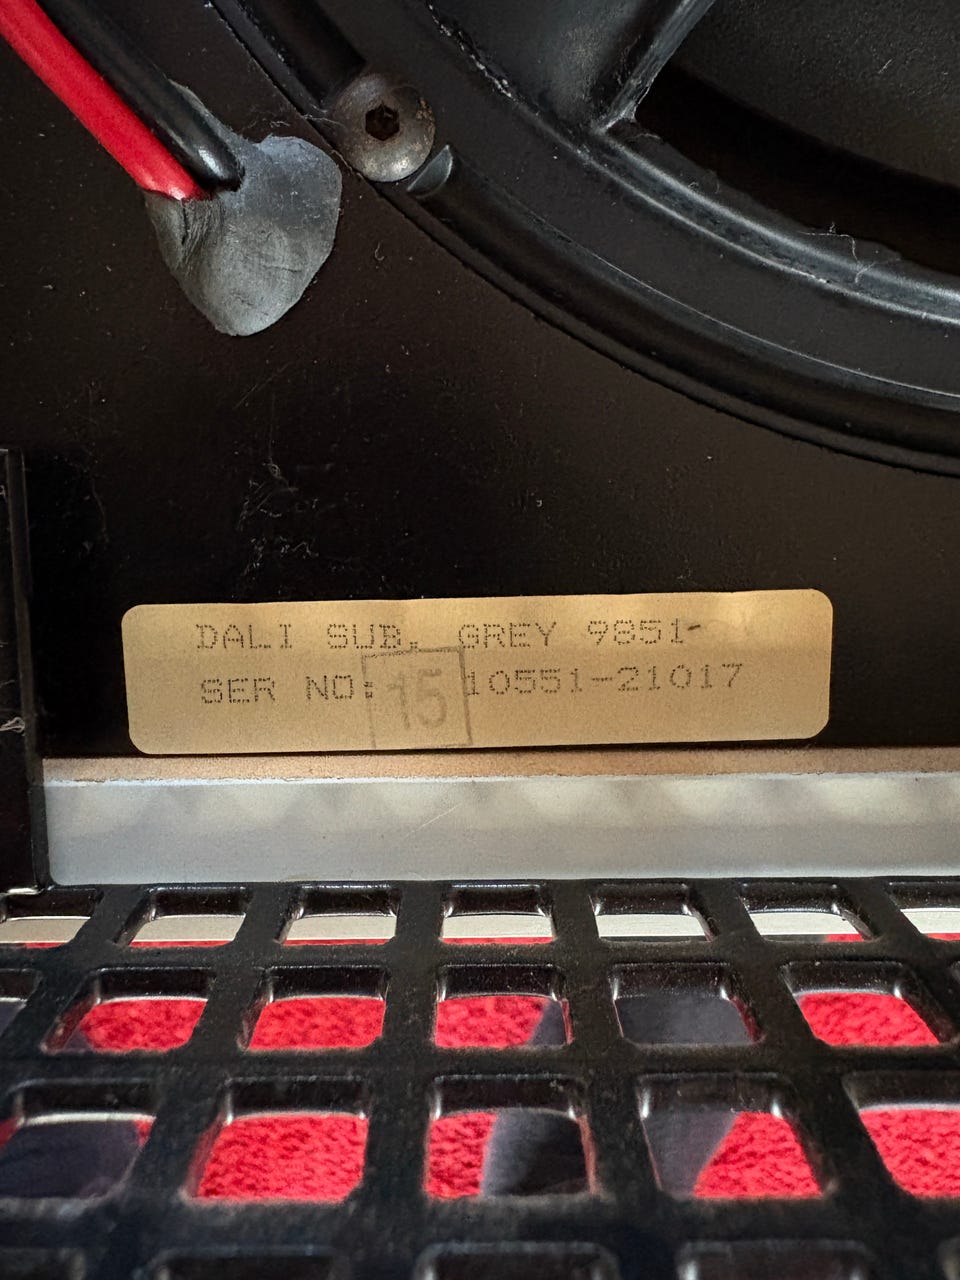 DALI SUB. GREY 9851-
SER NO: 10551-21017
15